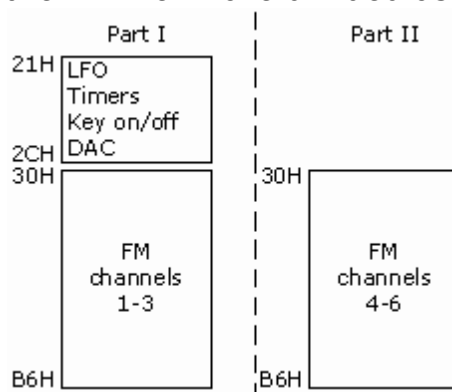 Part I
21H
LFO
Timers
Key on/off
DAC
2CH
30H
FM
channels
1-3
B6H
Part II
30H
FM
channels
4-6
B6H